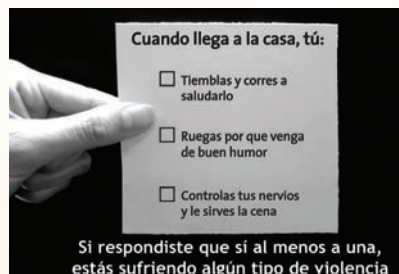 Cuando llega a la casa, tú:
Tiemblas y corres a
saludarlo
Ruegas por que venga
de buen humor
Controlas tus nervios
y le sirves la cena
Si respondiste que sí al menos a una,
estás sufriendo algún tipo de violencia